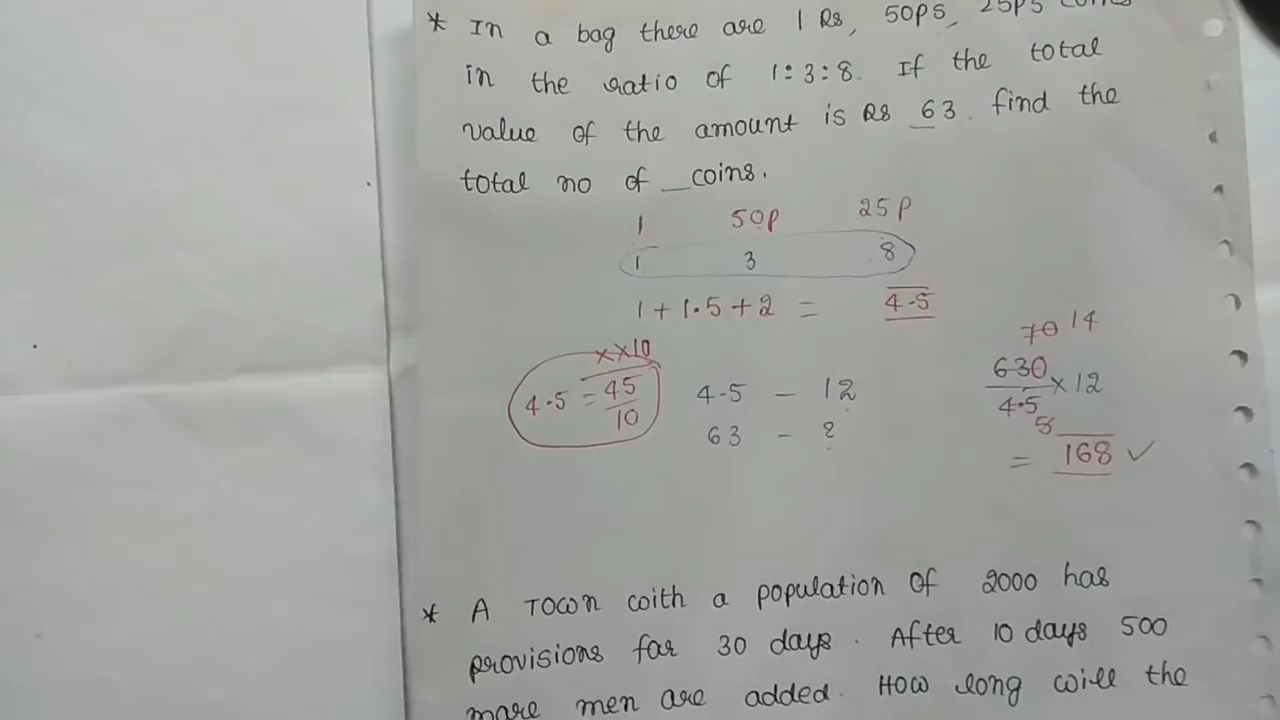 * In a bag there are 1 Rs, 50ps, 25ps coins
in the ratio of 1:3:8. If the total
value of the amount is Rs 63. find the
total no of _coins.
1 50p 25p
1 3 8
1 + 1.5 + 2 = 4.5
4.5 = 45/10 ××10
4.5 - 12
63 - ?
70 14
630/4.5 × 12
5
= 168 ✓
* A Town with a population of 2000 has
provisions for 30 days. After 10 days 500
more men are added. How long will the